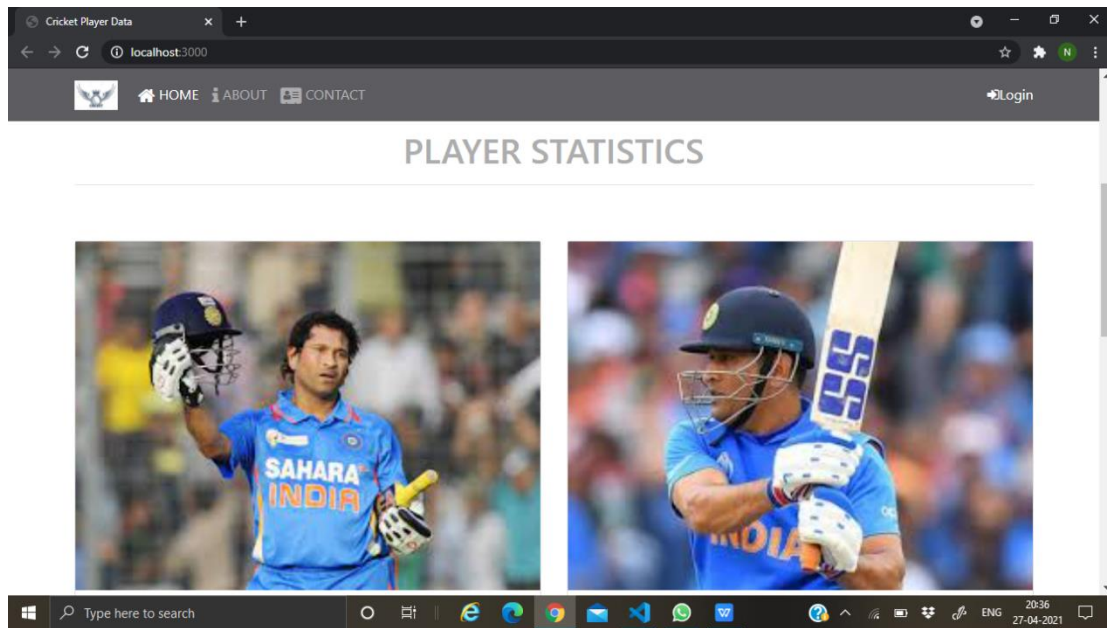 Cricket Player Data
localhost:3000
N
HOME ABOUT CONTACT
Login
PLAYER STATISTICS
SAHARA
INDIA
SS
INDIA
Type here to search
W
ENG
20:36
27-04-2021